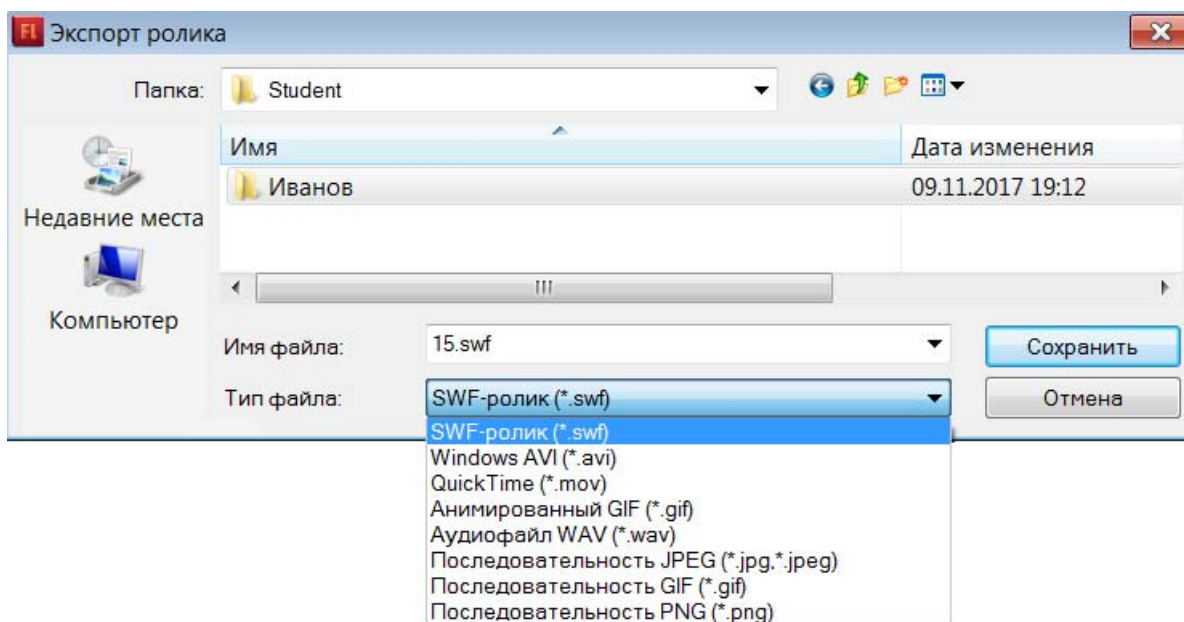 Fl Экспорт ролика
Папка: Student
Имя Дата изменения
Иванов 09.11.2017 19:12
Недавние места
Компьютер
Имя файла: 15.swf Сохранить
Тип файла: SWF-ролик (*.swf) Отмена
SWF-ролик (*.swf)
Windows AVI (*.avi)
QuickTime (*.mov)
Анимированный GIF (*.gif)
Аудиофайл WAV (*.wav)
Последовательность JPEG (*.jpg,*.jpeg)
Последовательность GIF (*.gif)
Последовательность PNG (*.png)